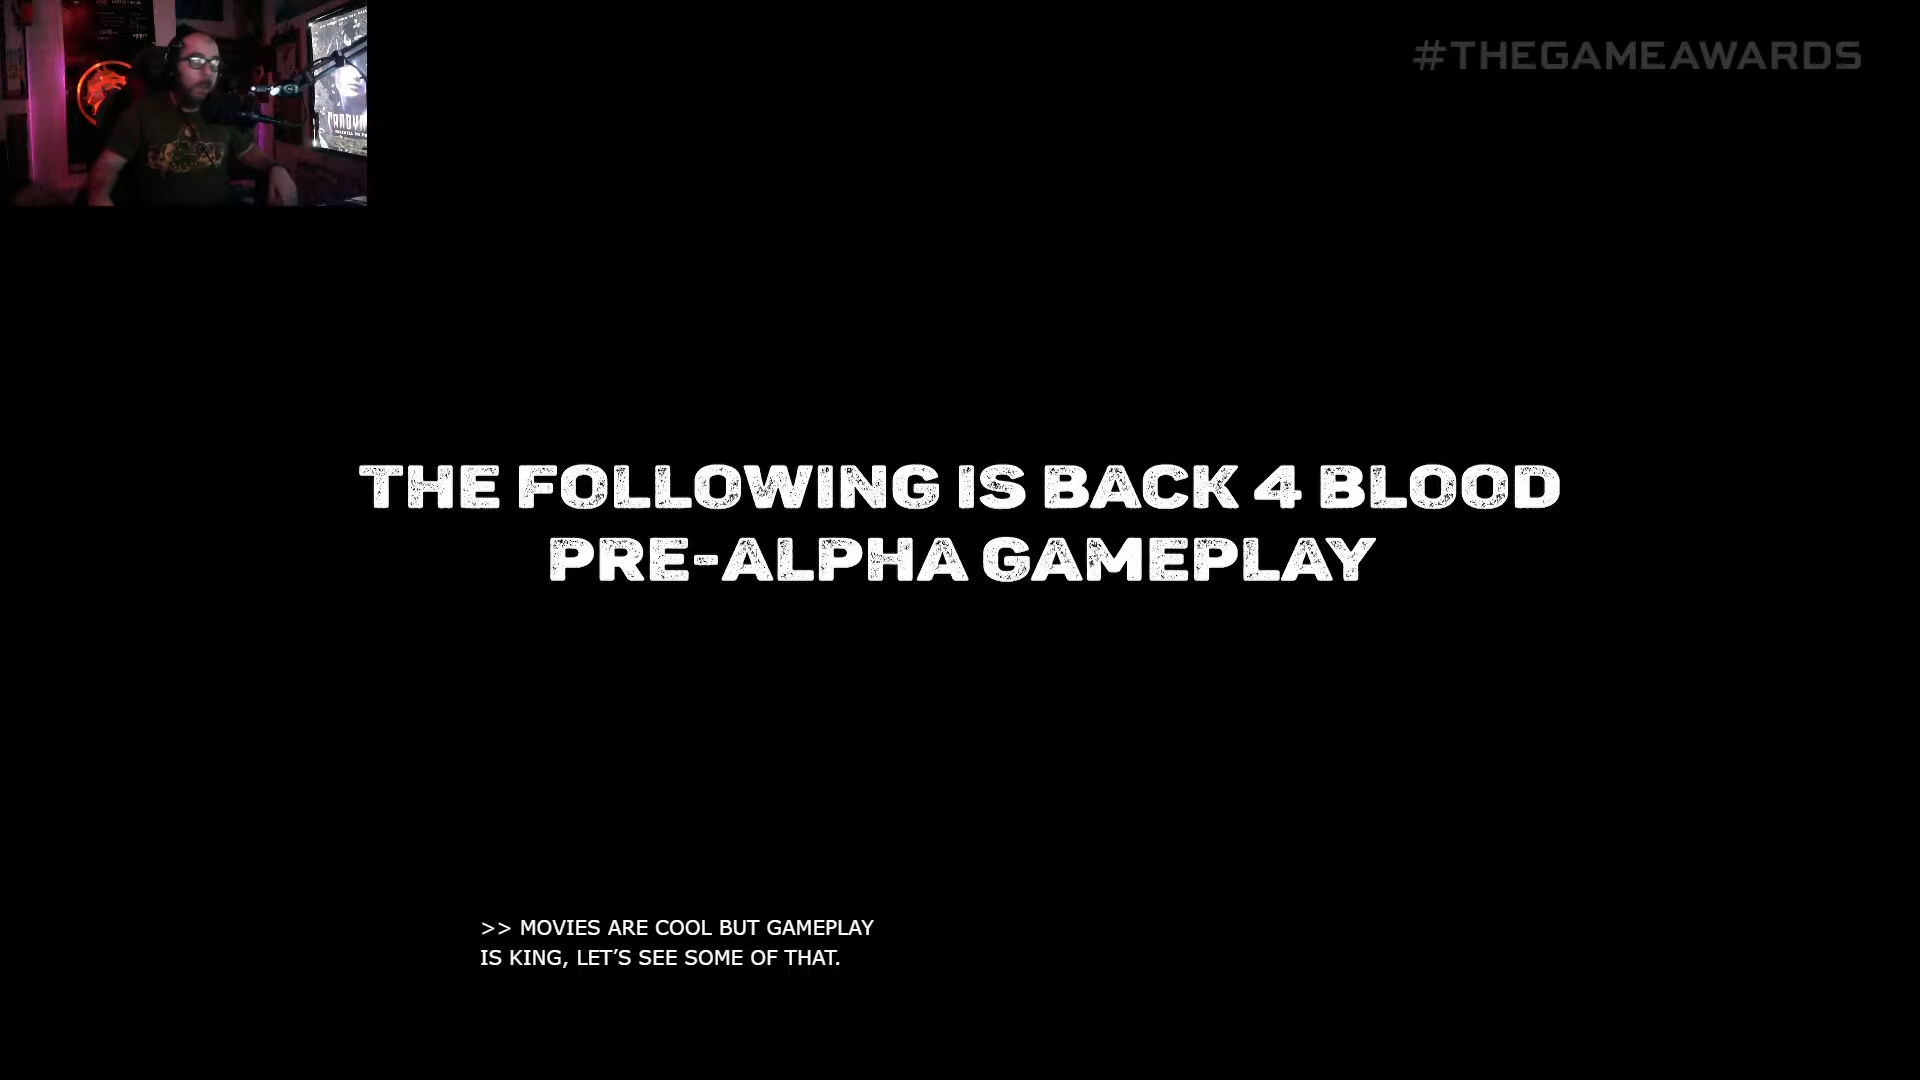 #THEGAMEAWARDS
THE FOLLOWING IS BACK 4 BLOOD
PRE-ALPHA GAMEPLAY
>> MOVIES ARE COOL BUT GAMEPLAY
IS KING, LET’S SEE SOME OF THAT.